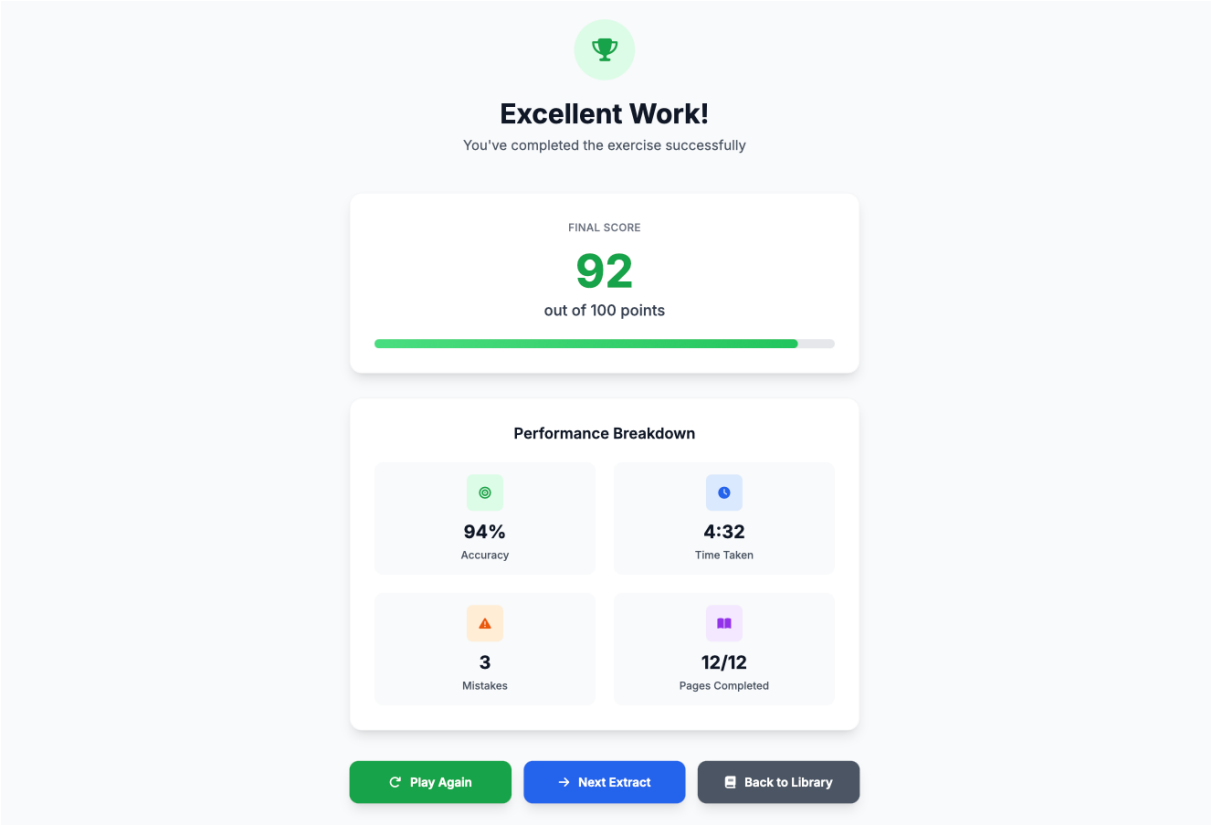 Excellent Work!
You've completed the exercise successfully
FINAL SCORE
92
out of 100 points
Performance Breakdown
94%
Accuracy
4:32
Time Taken
3
Mistakes
12/12
Pages Completed
Play Again
Next Extract
Back to Library